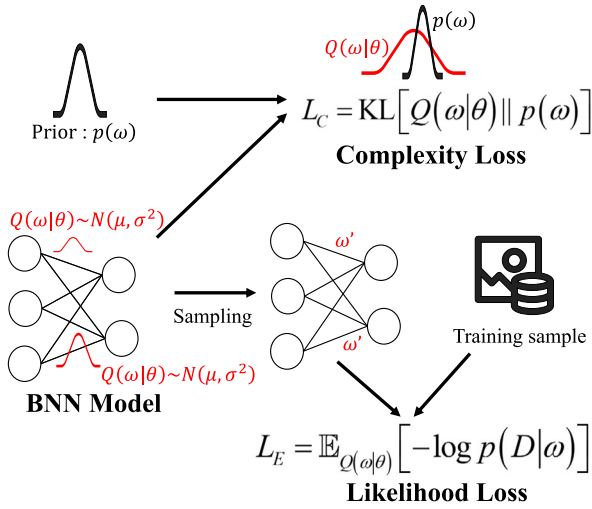 p(ω)
Q(ω|θ)
Prior : p(ω)
L_C = KL[Q(ω|θ) || p(ω)]
Complexity Loss
Q(ω|θ)~N(μ, σ²)
ω'
Sampling
ω'
Training sample
Q(ω|θ)~N(μ, σ²)
BNN Model
L_E = 𝔼_Q(ω|θ)[−log p(D|ω)]
Likelihood Loss